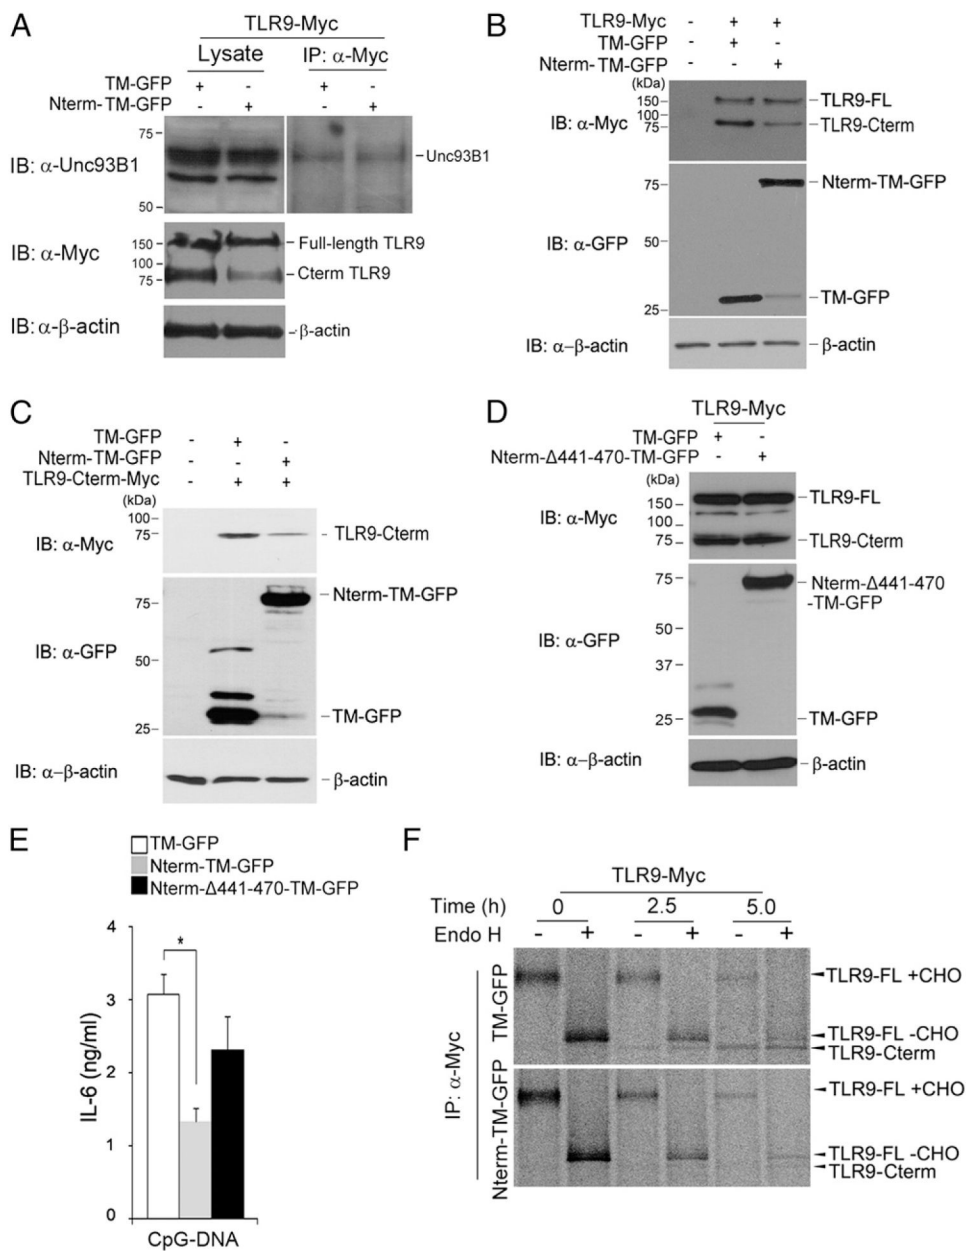 A
TLR9-Myc
Lysate IP: α-Myc
TM-GFP + - + -
Nterm-TM-GFP - + - +
75
IB: α-Unc93B1
Unc93B1
50
IB: α-Myc
150
100
75
Full-length TLR9
Cterm TLR9
IB: α-β-actin
β-actin
B
TLR9-Myc - + +
TM-GFP - + -
Nterm-TM-GFP - - +
(kDa)
IB: α-Myc
150
100
75
TLR9-FL
TLR9-Cterm
75
Nterm-TM-GFP
50
IB: α-GFP
TM-GFP
25
IB: α-β-actin
β-actin
C
TM-GFP - + -
Nterm-TM-GFP - - +
TLR9-Cterm-Myc - + +
(kDa)
100
75
IB: α-Myc
TLR9-Cterm
75
Nterm-TM-GFP
IB: α-GFP
50
TM-GFP
25
IB: α-β-actin
β-actin
D
TLR9-Myc
TM-GFP + -
Nterm-Δ441-470-TM-GFP - +
(kDa)
150
100
75
IB: α-Myc
TLR9-FL
TLR9-Cterm
75
Nterm-Δ441-470
-TM-GFP
50
IB: α-GFP
37
25
TM-GFP
IB: α-β-actin
β-actin
E
TM-GFP
Nterm-TM-GFP
Nterm-Δ441-470-TM-GFP
IL-6 (ng/ml)
4
3
2
1
0
*
CpG-DNA
F
TLR9-Myc
Time (h) 0 2.5 5.0
Endo H - + - + - +
IP: α-Myc
TM-GFP
TLR9-FL +CHO
TLR9-FL -CHO
TLR9-Cterm
Nterm-TM-GFP
TLR9-FL +CHO
TLR9-FL -CHO
TLR9-Cterm